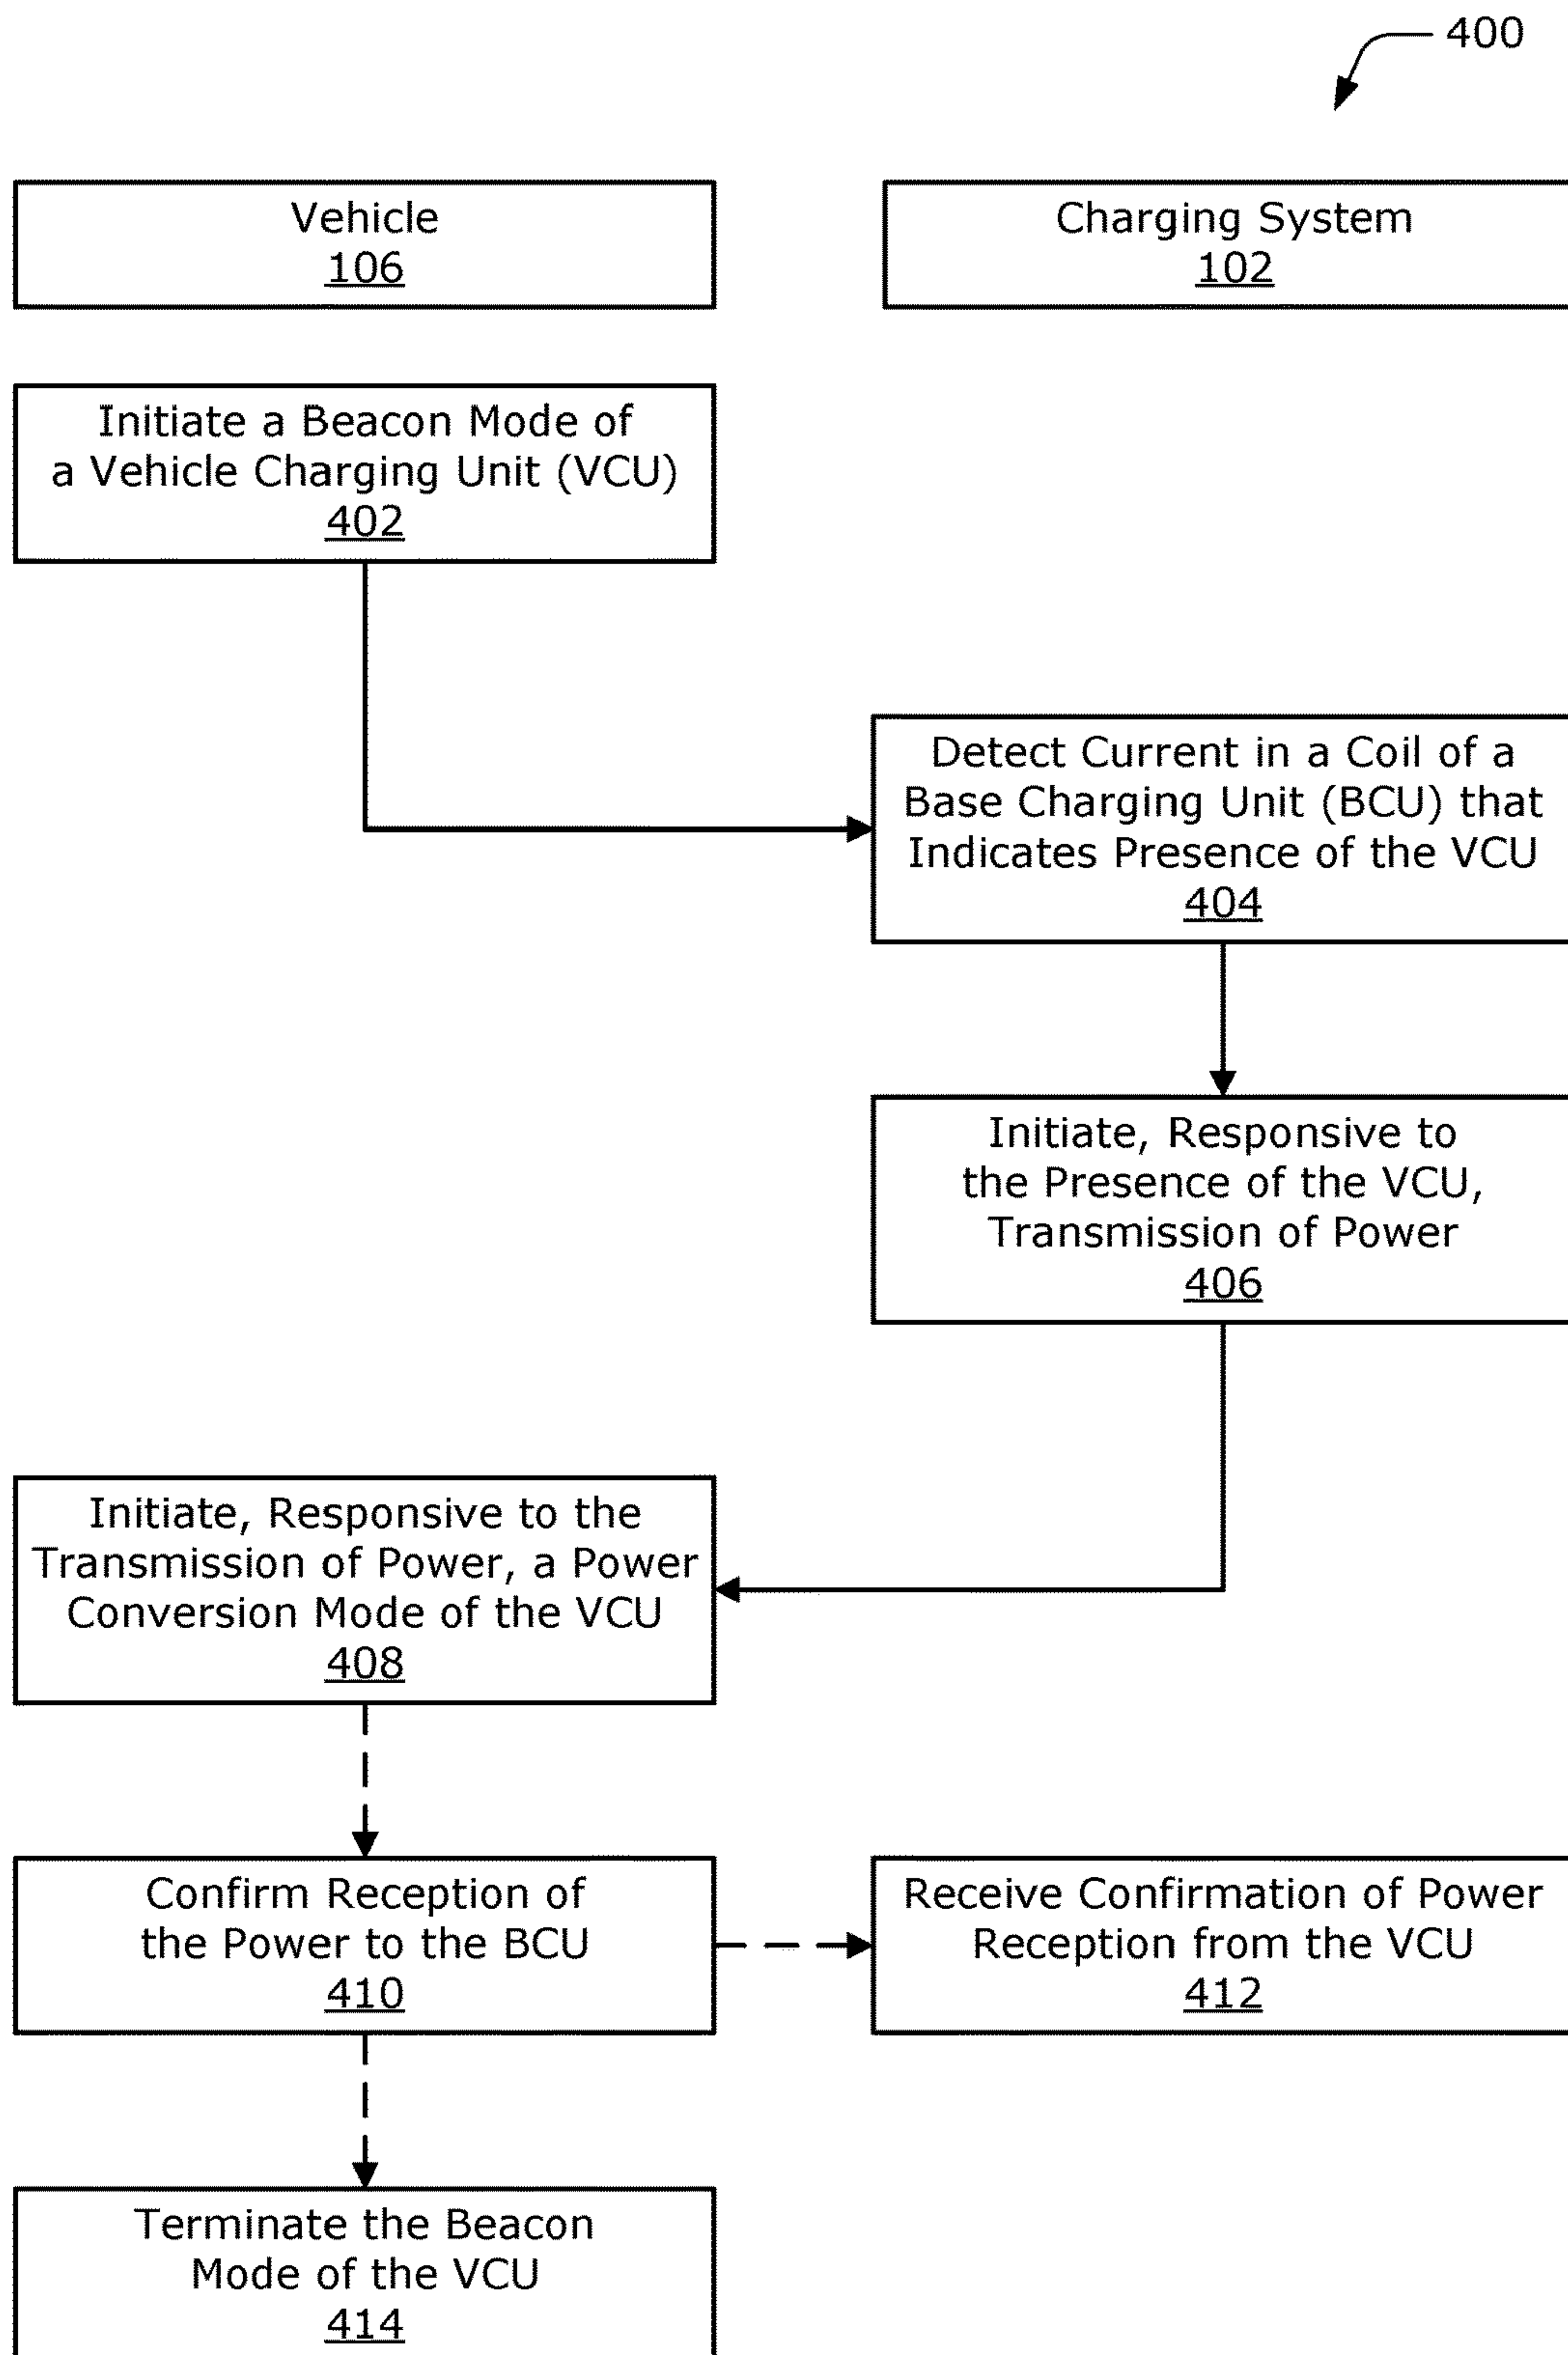 400
Vehicle
106
Charging System
102
Initiate a Beacon Mode of
a Vehicle Charging Unit (VCU)
402
Detect Current in a Coil of a
Base Charging Unit (BCU) that
Indicates Presence of the VCU
404
Initiate, Responsive to
the Presence of the VCU,
Transmission of Power
406
Initiate, Responsive to the
Transmission of Power, a Power
Conversion Mode of the VCU
408
Confirm Reception of
the Power to the BCU
410
Receive Confirmation of Power
Reception from the VCU
412
Terminate the Beacon
Mode of the VCU
414